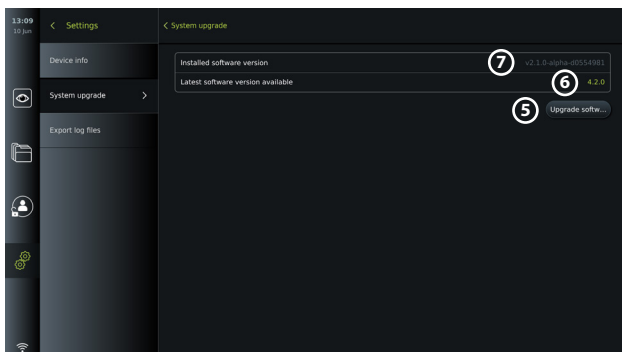 13:09
10 Jun
Settings
System upgrade
Device info
System upgrade
Export log files
Installed software version 7 v2.1.0-alpha-d0554981
Latest software version available 6 4.2.0
5 Upgrade softw...